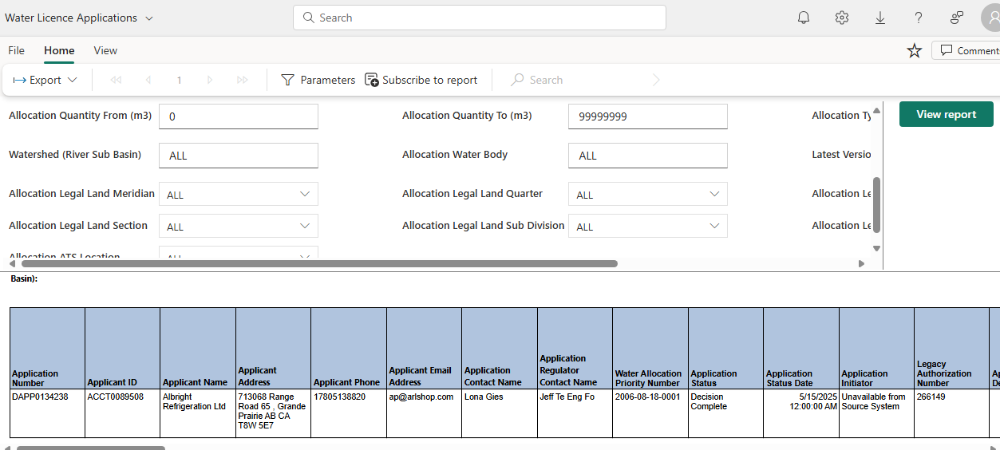 Water Licence Applications
Search
File
Home
View
Comment
Export
1
Parameters
Subscribe to report
Search
Allocation Quantity From (m3)
0
Allocation Quantity To (m3)
99999999
Allocation Ty
View report
Watershed (River Sub Basin)
ALL
Allocation Water Body
ALL
Latest Versio
Allocation Legal Land Meridian
ALL
Allocation Legal Land Quarter
ALL
Allocation Le
Allocation Legal Land Section
ALL
Allocation Legal Land Sub Division
ALL
Allocation Le
Allocation ATS Location
ALL
Basin):
Application
Number
Applicant ID
Applicant Name
Applicant
Address
Applicant Phone
Applicant Email
Address
Application
Contact Name
Application
Regulator
Contact Name
Water Allocation
Priority Number
Application
Status
Application
Status Date
Application
Initiator
Legacy
Authorization
Number
Ap
De
DAPP0134238
ACCT0089508
Albright
Refrigeration Ltd
713068 Range
Road 65 , Grande
Prairie AB CA
T8W 5E7
17805138820
ap@arlshop.com
Lona Gies
Jeff Te Eng Fo
2006-08-18-0001
Decision
Complete
5/15/2025
12:00:00 AM
Unavailable from
Source System
266149